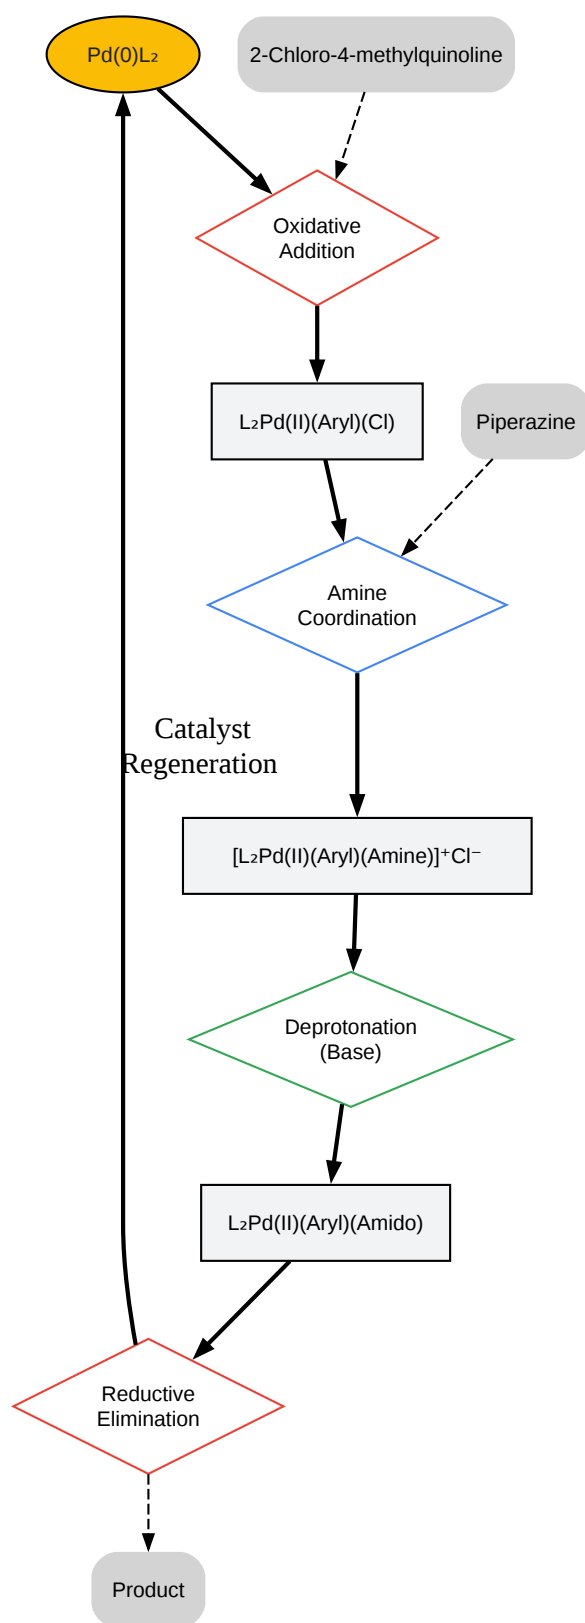 Pd(0)L₂
2-Chloro-4-methylquinoline
Oxidative
Addition
L₂Pd(II)(Aryl)(Cl)
Piperazine
Amine
Coordination
Catalyst
Regeneration
[L₂Pd(II)(Aryl)(Amine)]⁺Cl⁻
Deprotonation
(Base)
L₂Pd(II)(Aryl)(Amido)
Reductive
Elimination
Product